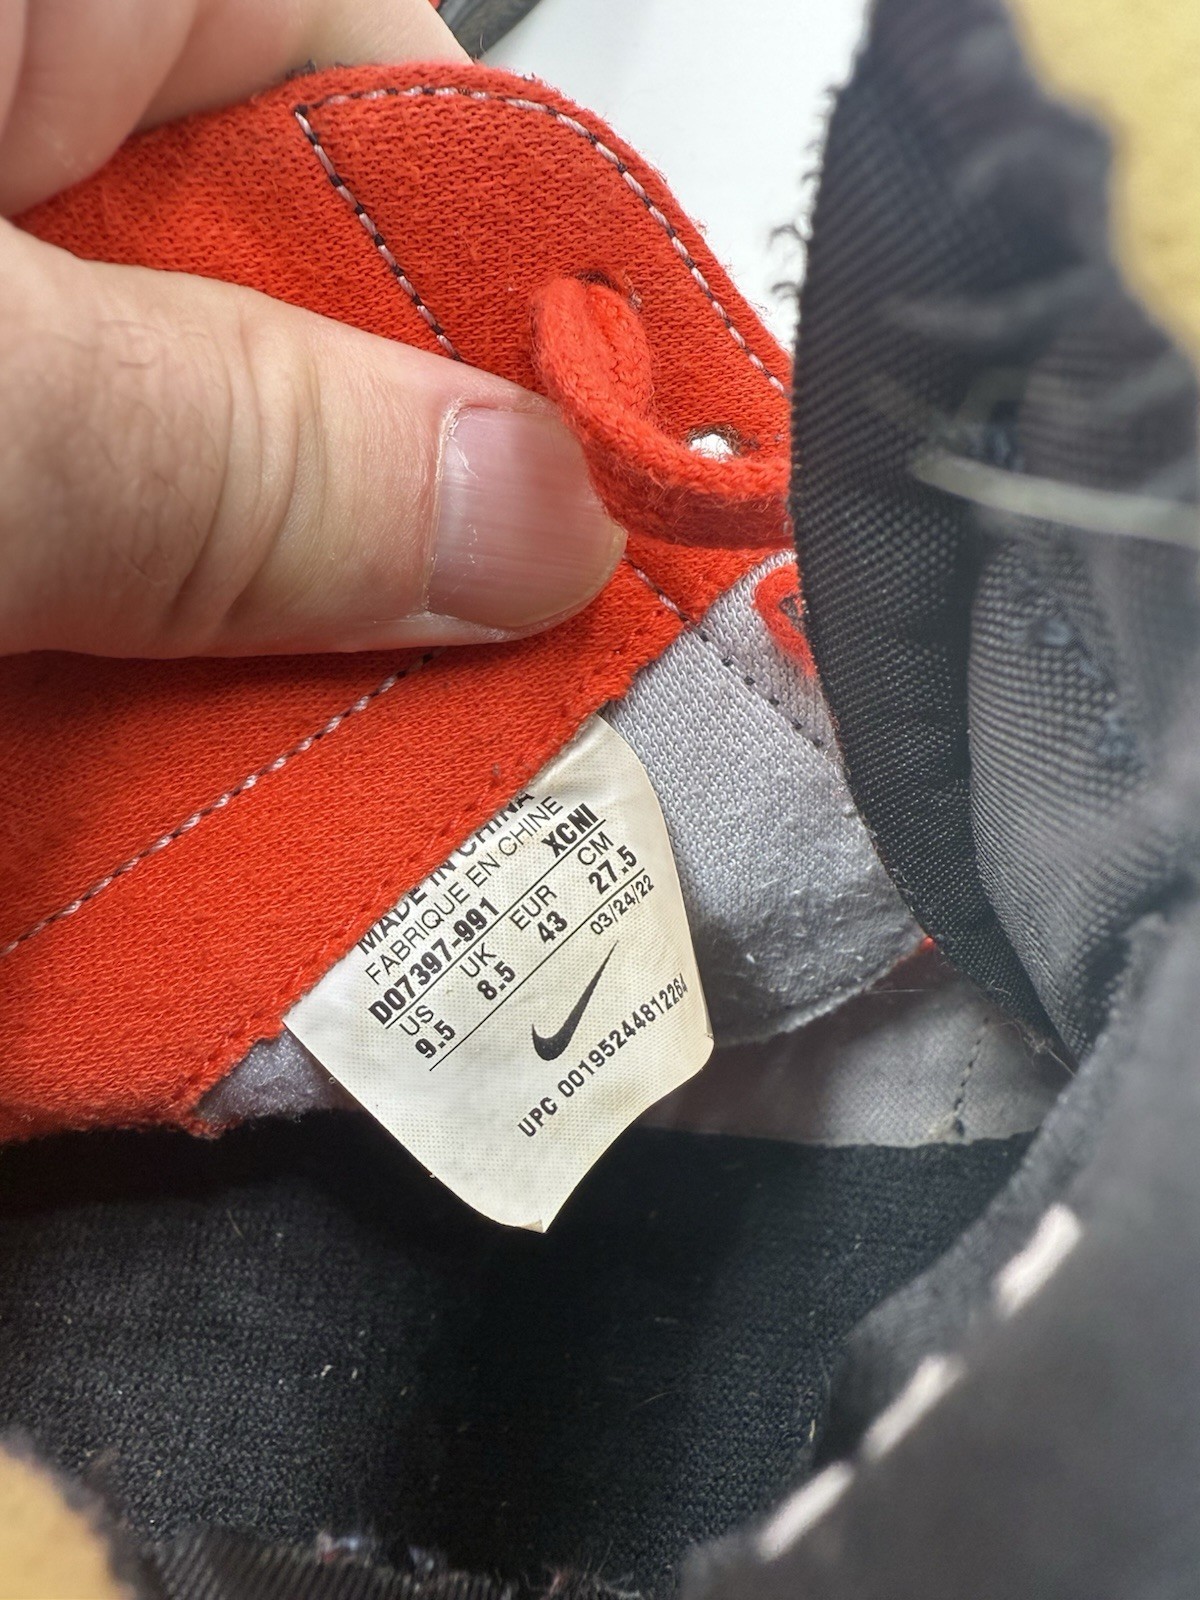 MADE IN CHINA
FABRIQUE EN CHINE
DO7397-991 XCNI
US UK EUR CM
9.5 8.5 43 27.5
03/24/22
UPC 00195244812264